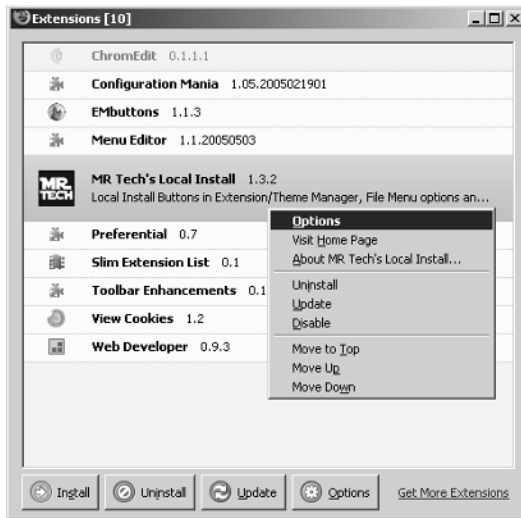 Extensions [10]
ChromEdit 0.1.1.1
Configuration Mania 1.05.2005021901
EMbuttons 1.1.3
Menu Editor 1.1.20050503
MR TECH
MR Tech's Local Install 1.3.2
Local Install Buttons in Extension/Theme Manager, File Menu options an...
Options
Visit Home Page
About MR Tech's Local Install...
Uninstall
Update
Disable
Move to Top
Move Up
Move Down
Preferential 0.7
Slim Extension List 0.1
Toolbar Enhancements 0.1
View Cookies 1.2
Web Developer 0.9.3
Install Uninstall Update Options Get More Extensions